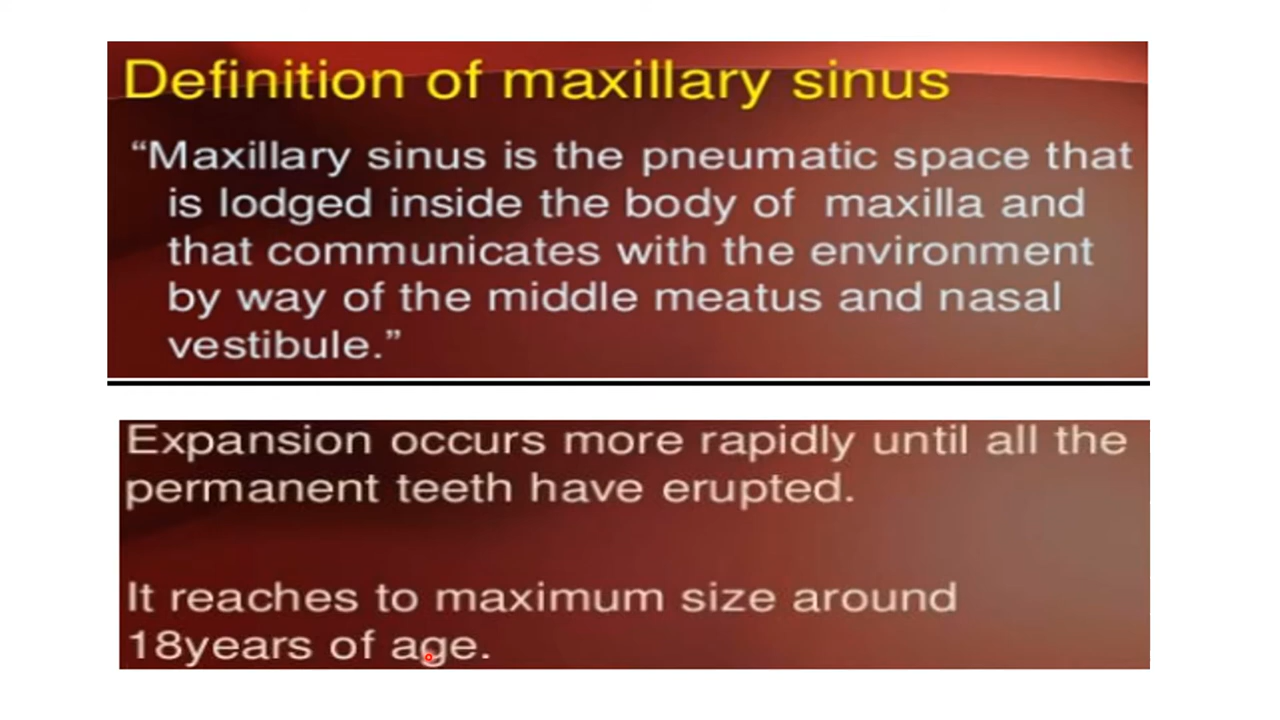 Definition of maxillary sinus
“Maxillary sinus is the pneumatic space that
is lodged inside the body of maxilla and
that communicates with the environment
by way of the middle meatus and nasal
vestibule.”
Expansion occurs more rapidly until all the
permanent teeth have erupted.
It reaches to maximum size around
18years of age.